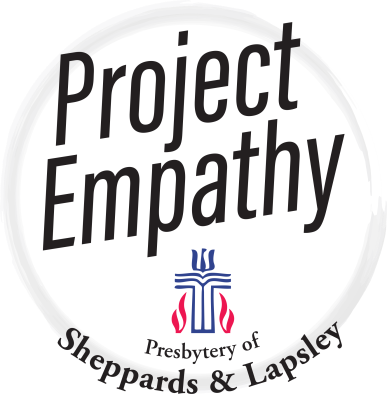 Project
Empathy
Presbytery of
Sheppards & Lapsley